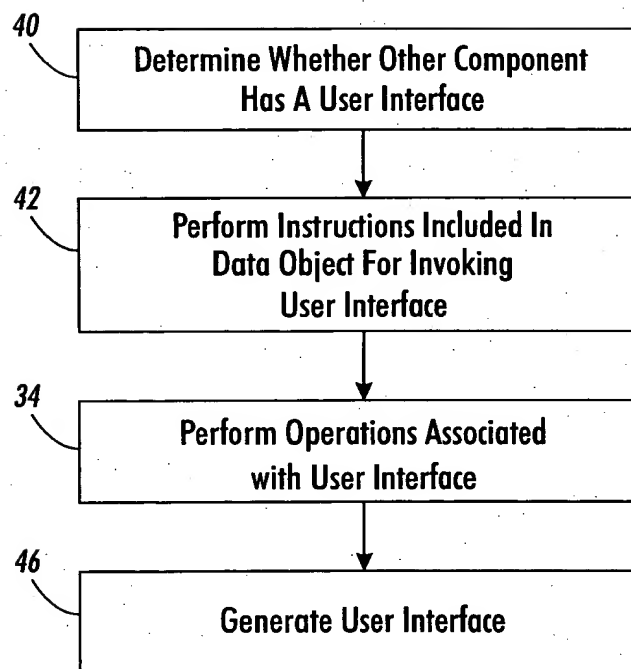 40
Determine Whether Other Component
Has A User Interface
42
Perform Instructions Included In
Data Object For Invoking
User Interface
34
Perform Operations Associated
with User Interface
46
Generate User Interface